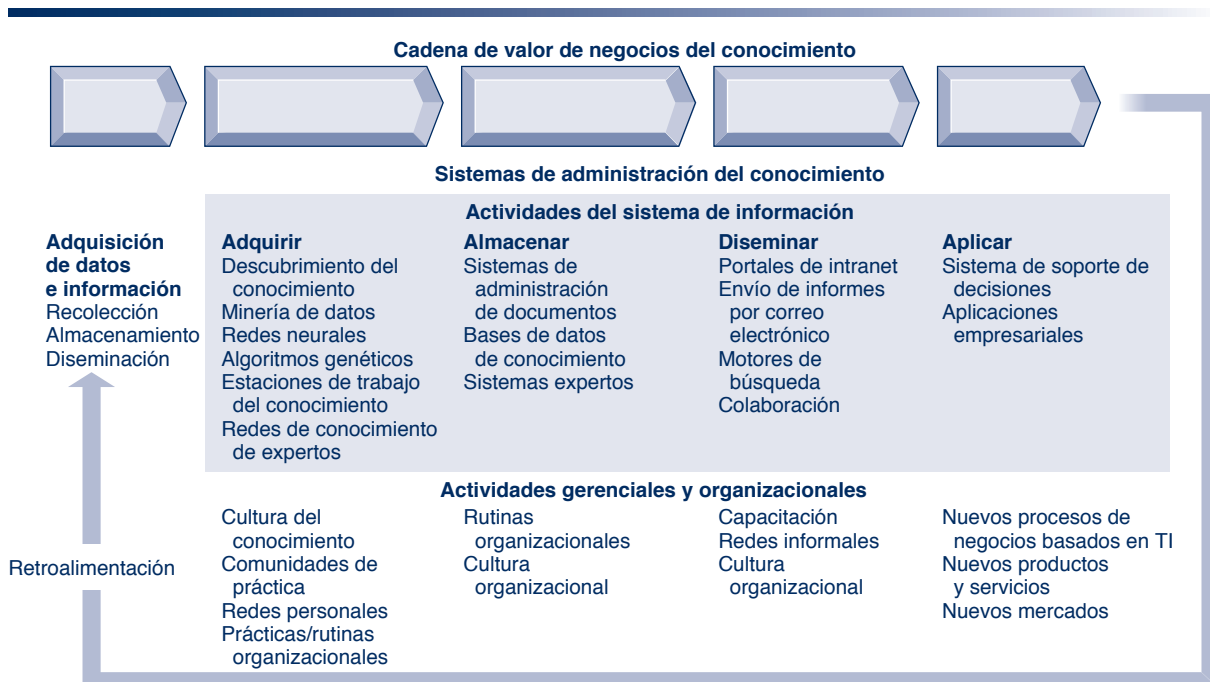 Cadena de valor de negocios del conocimiento
Sistemas de administración del conocimiento
Actividades del sistema de información
Adquisición
de datos
e información
Recolección
Almacenamiento
Diseminación
Adquirir
Descubrimiento del
conocimiento
Minería de datos
Redes neurales
Algoritmos genéticos
Estaciones de trabajo
del conocimiento
Redes de conocimiento
de expertos
Almacenar
Sistemas de
administración
de documentos
Bases de datos
de conocimiento
Sistemas expertos
Diseminar
Portales de intranet
Envío de informes
por correo
electrónico
Motores de
búsqueda
Colaboración
Aplicar
Sistema de soporte de
decisiones
Aplicaciones
empresariales
Actividades gerenciales y organizacionales
Cultura del
conocimiento
Comunidades de
práctica
Redes personales
Prácticas/rutinas
organizacionales
Rutinas
organizacionales
Cultura
organizacional
Capacitación
Redes informales
Cultura
organizacional
Nuevos procesos de
negocios basados en TI
Nuevos productos
y servicios
Nuevos mercados
Retroalimentación